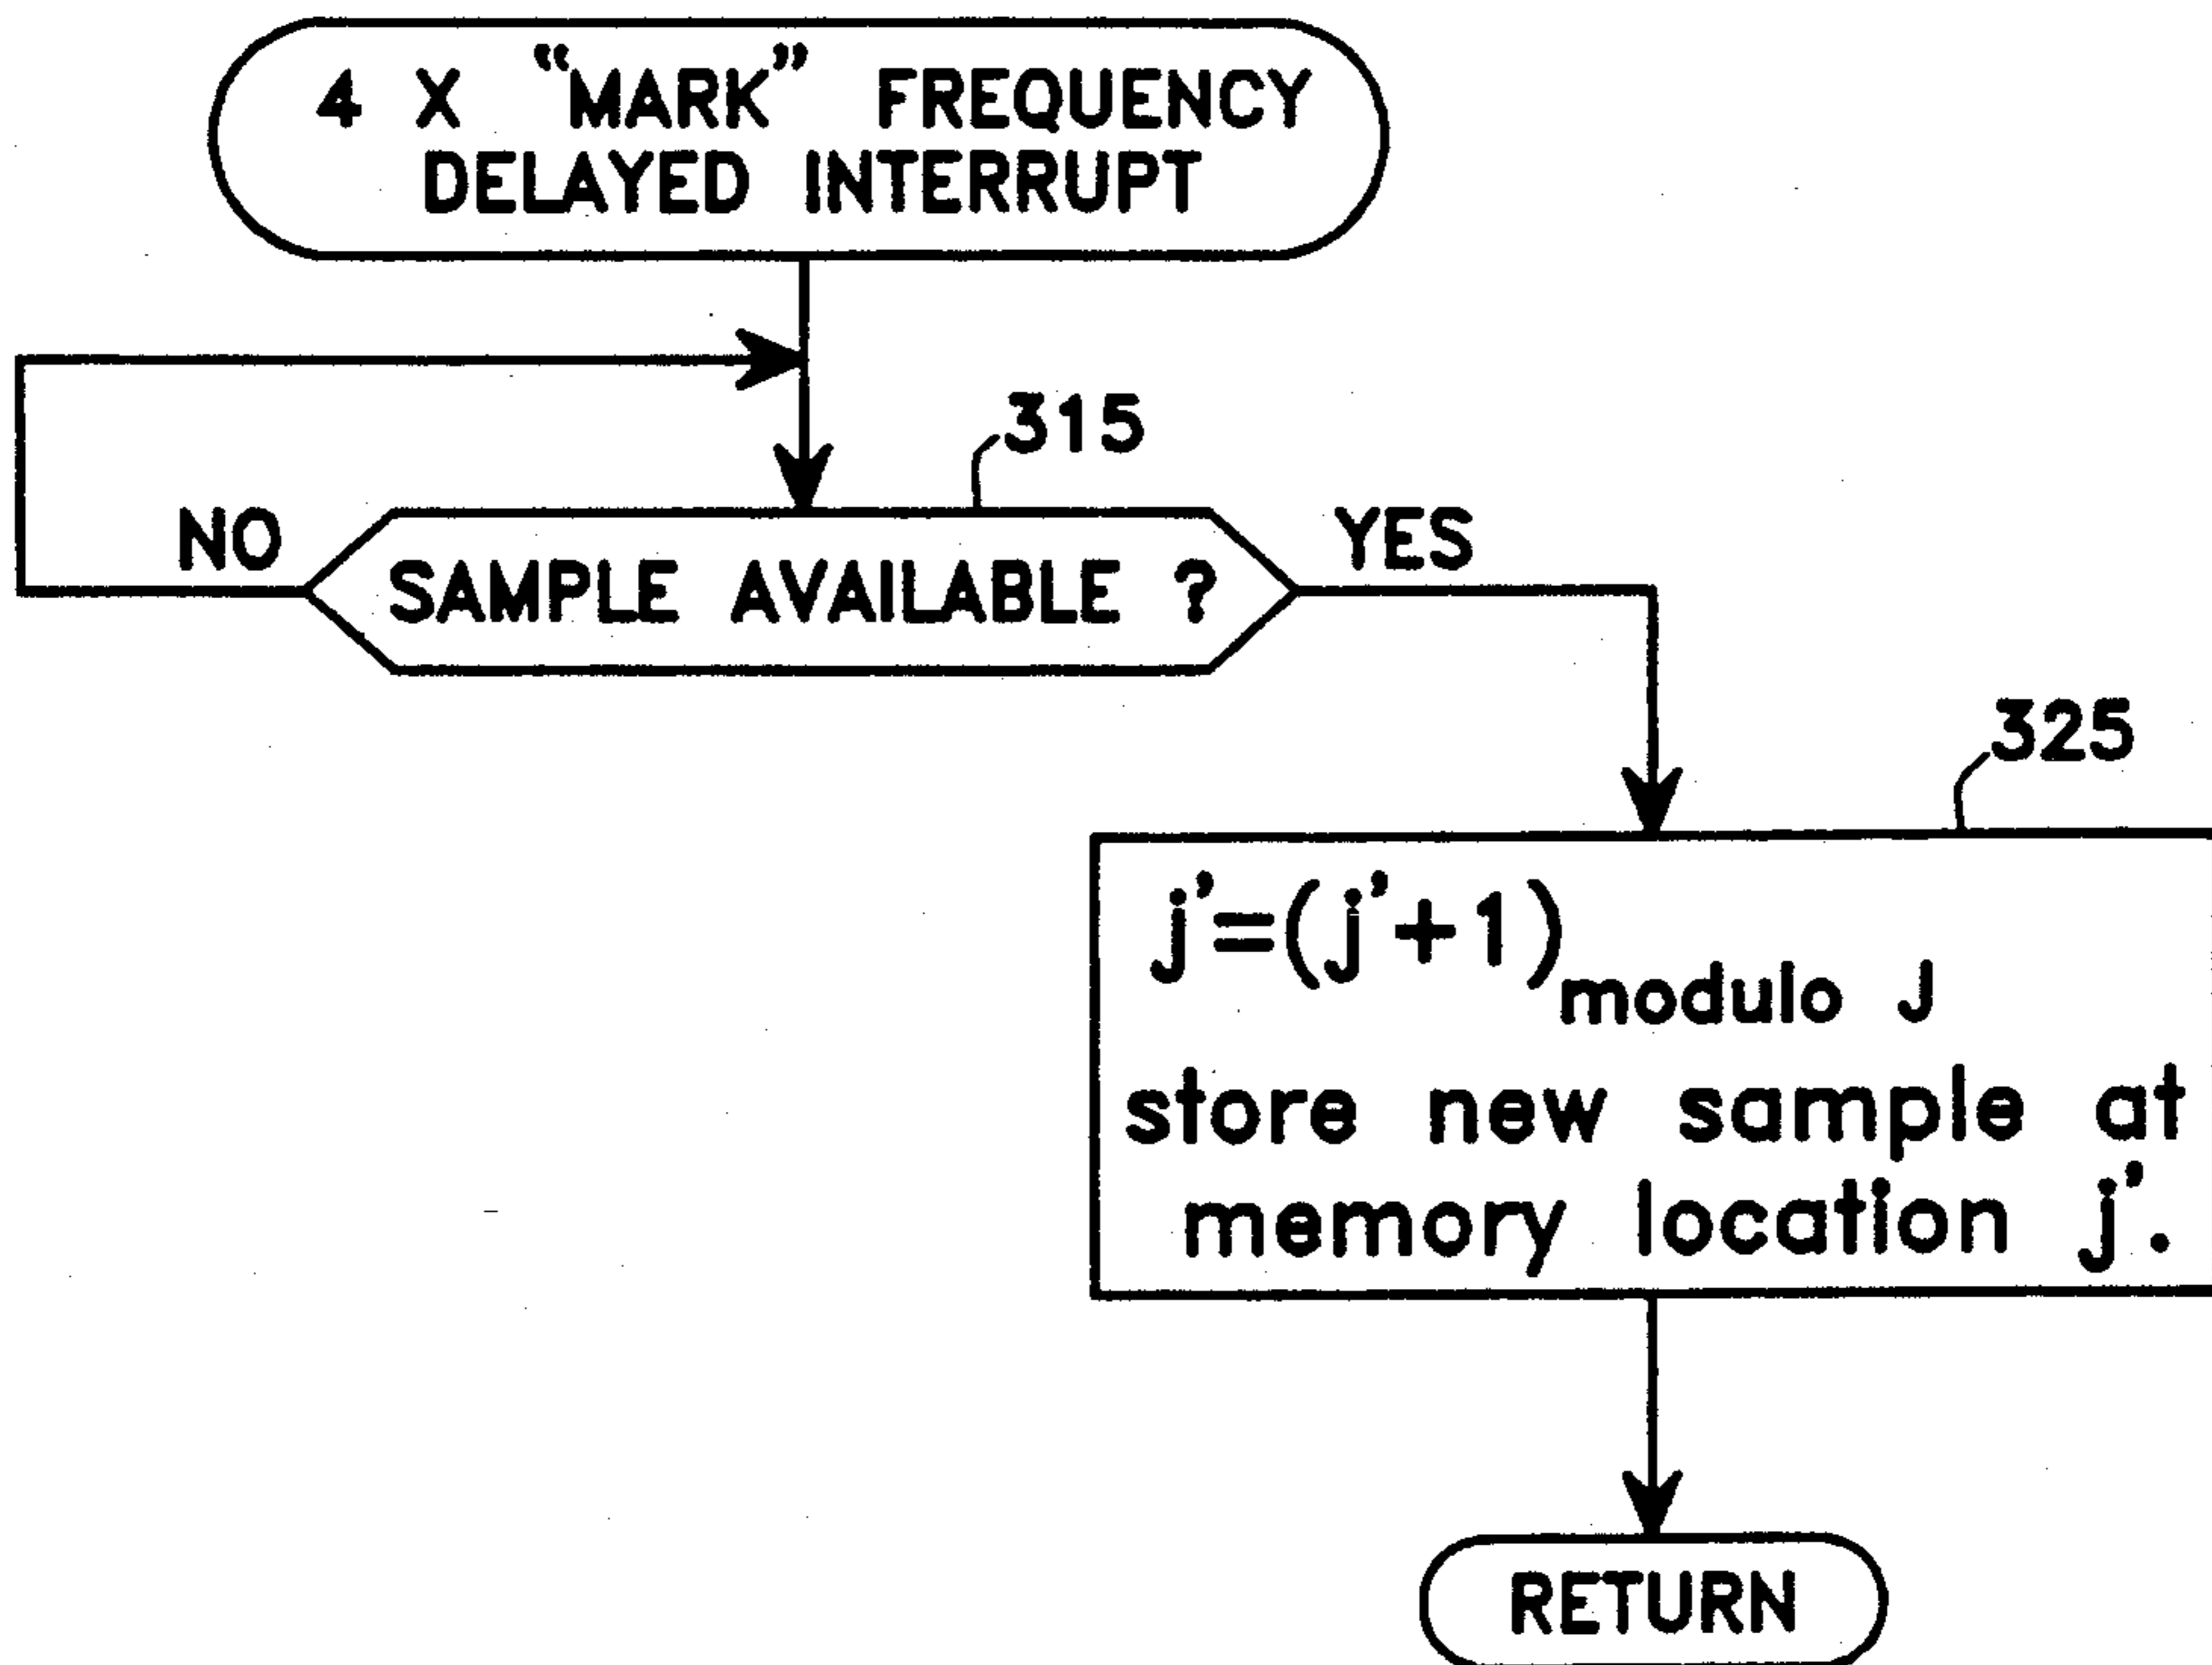 4 X “MARK” FREQUENCY
DELAYED INTERRUPT
315
NO
YES
SAMPLE AVAILABLE ?
325
j’=(j’+1)modulo J
store new sample at
memory location j’.
RETURN